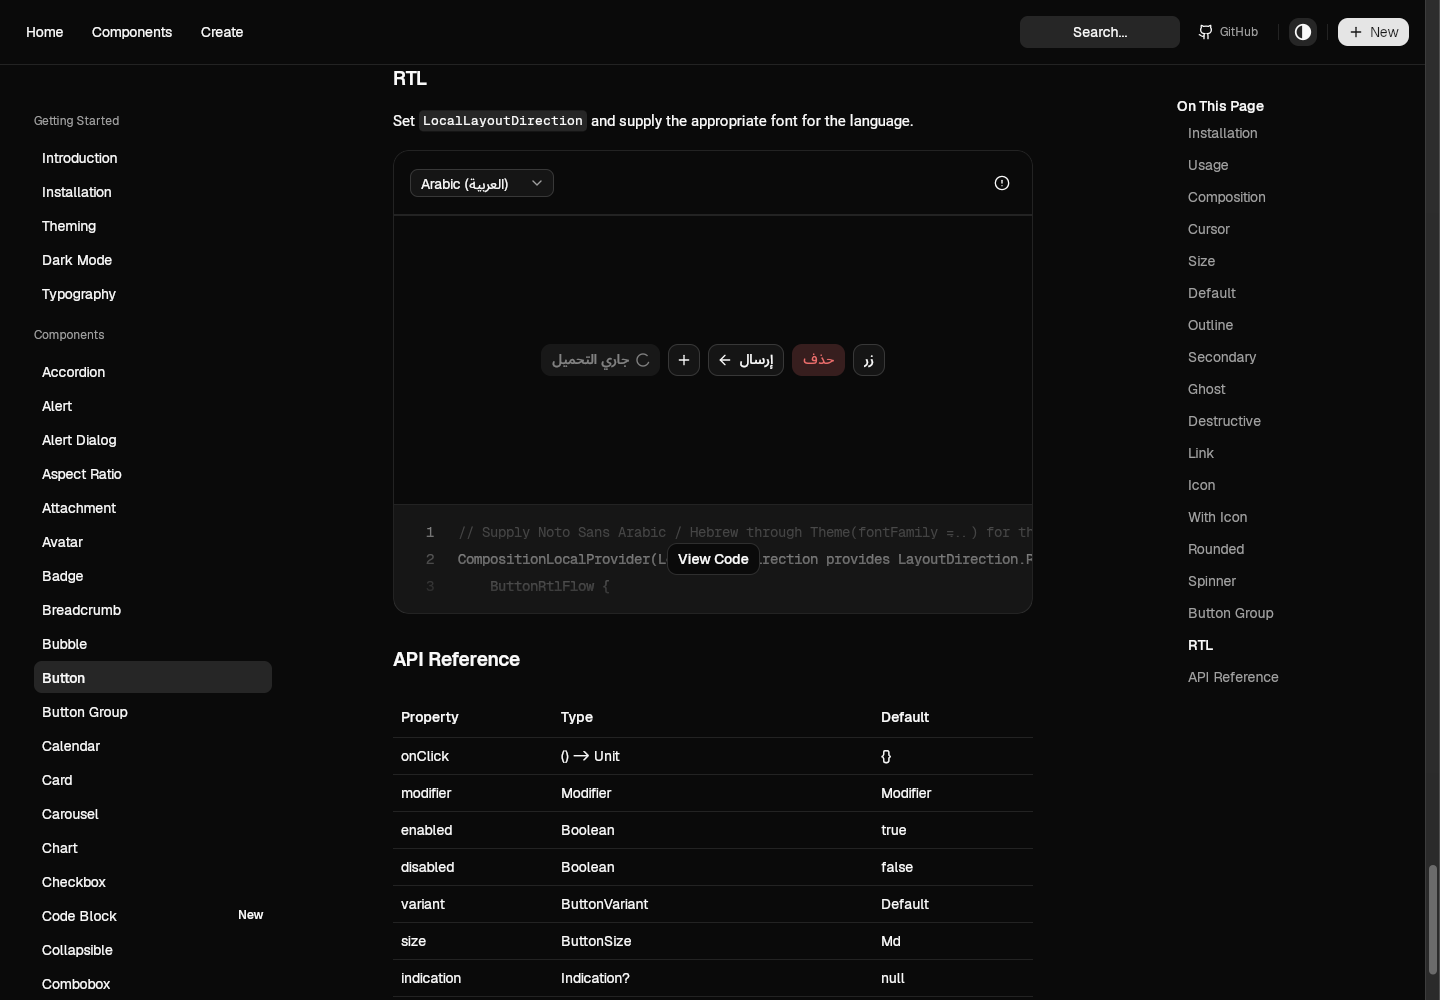 Home
Components
Create
Search...
GitHub
New
Getting Started
Introduction
Installation
Theming
Dark Mode
Typography
Components
Accordion
Alert
Alert Dialog
Aspect Ratio
Attachment
Avatar
Badge
Breadcrumb
Bubble
Button
Button Group
Calendar
Card
Carousel
Chart
Checkbox
Code Block New
Collapsible
Combobox
RTL
Set LocalLayoutDirection and supply the appropriate font for the language.
Arabic (العربية)
زر
حذف
إرسال
جاري التحميل
1 // Supply Noto Sans Arabic / Hebrew through Theme(fontFamily =..) for th
2 CompositionLocalProvider(L
rection provides LayoutDirection.R
View Code
3 ButtonRtlFlow {
API Reference
Property Type Default
onClick () -> Unit {}
modifier Modifier Modifier
enabled Boolean true
disabled Boolean false
variant ButtonVariant Default
size ButtonSize Md
indication Indication? null
On This Page
Installation
Usage
Composition
Cursor
Size
Default
Outline
Secondary
Ghost
Destructive
Link
Icon
With Icon
Rounded
Spinner
Button Group
RTL
API Reference